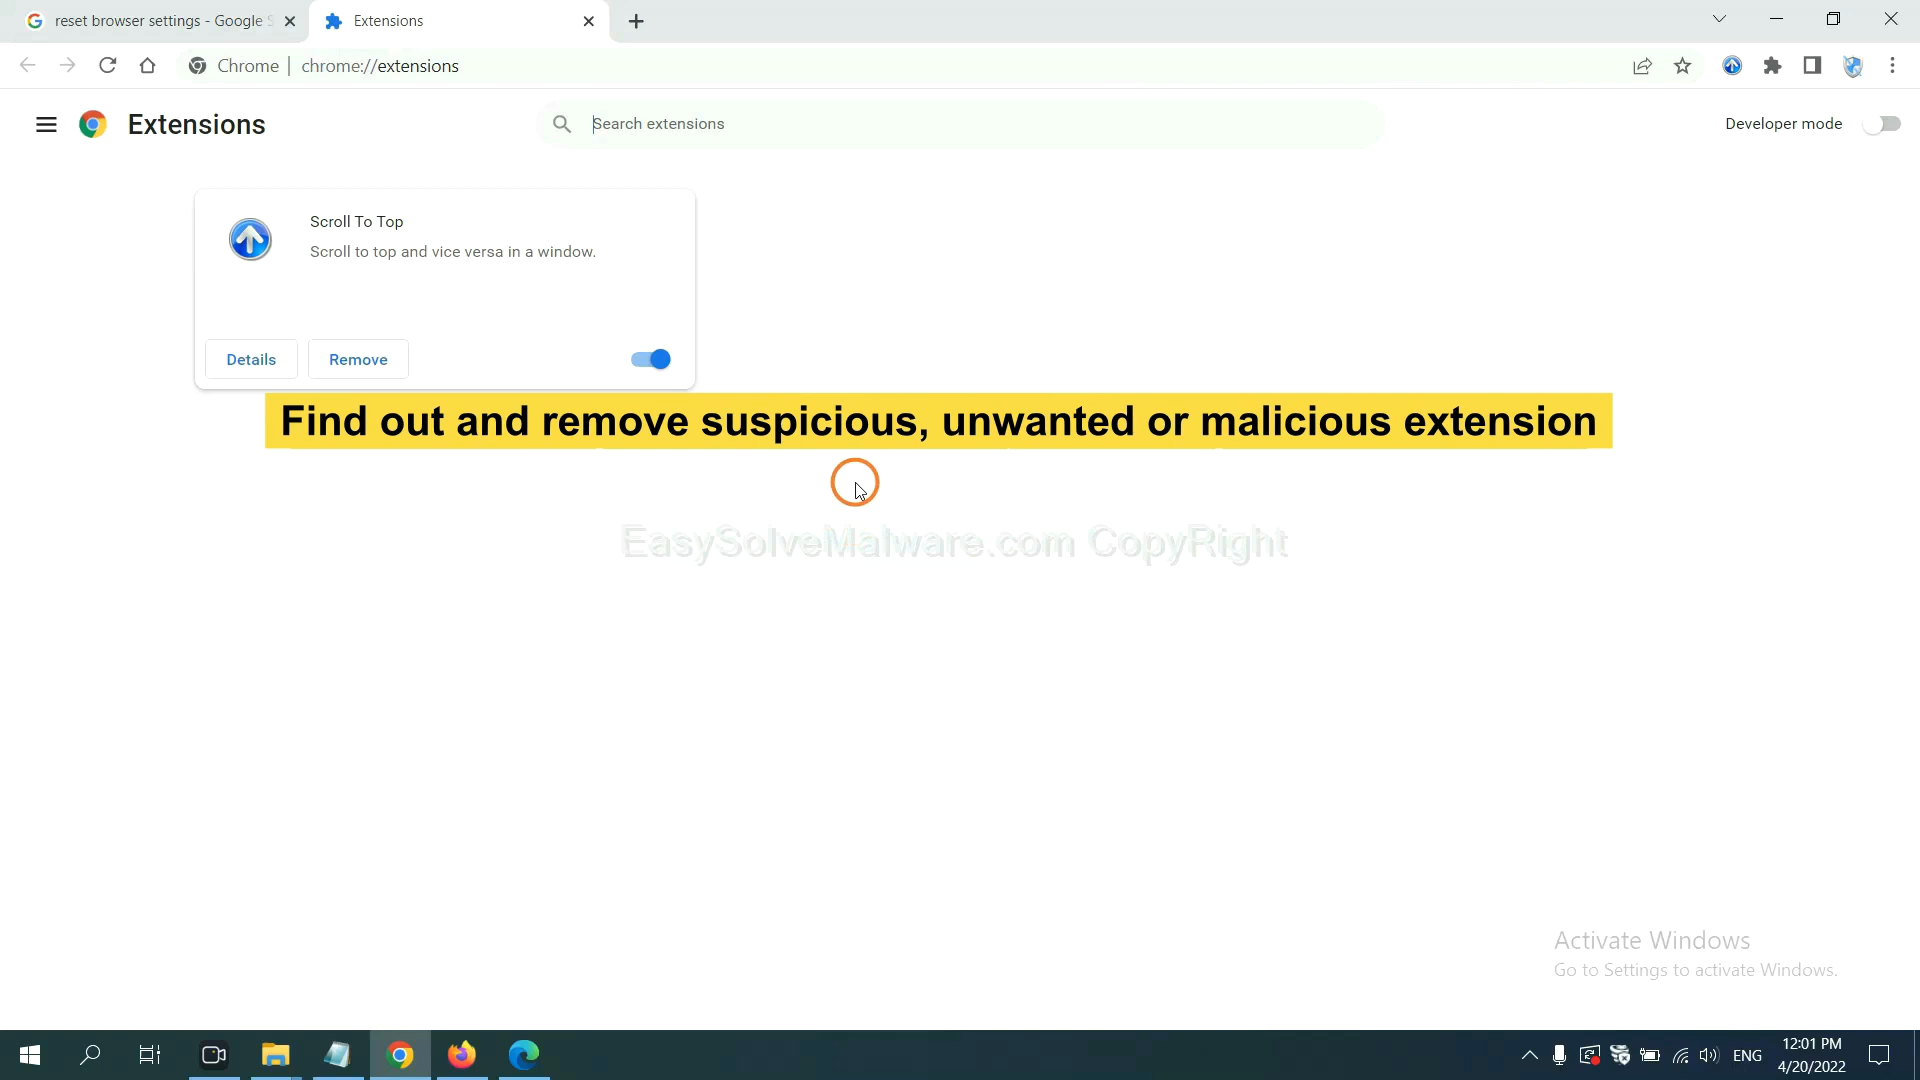 reset browser settings - Google S
Extensions
Chrome
chrome://extensions
Extensions
Search extensions
Developer mode
Scroll To Top
Scroll to top and vice versa in a window.
Details
Remove
Find out and remove suspicious, unwanted or malicious extension
EasySolveMalware.com CopyRight
Activate Windows
Go to Settings to activate Windows.
ENG
12:01 PM
4/20/2022